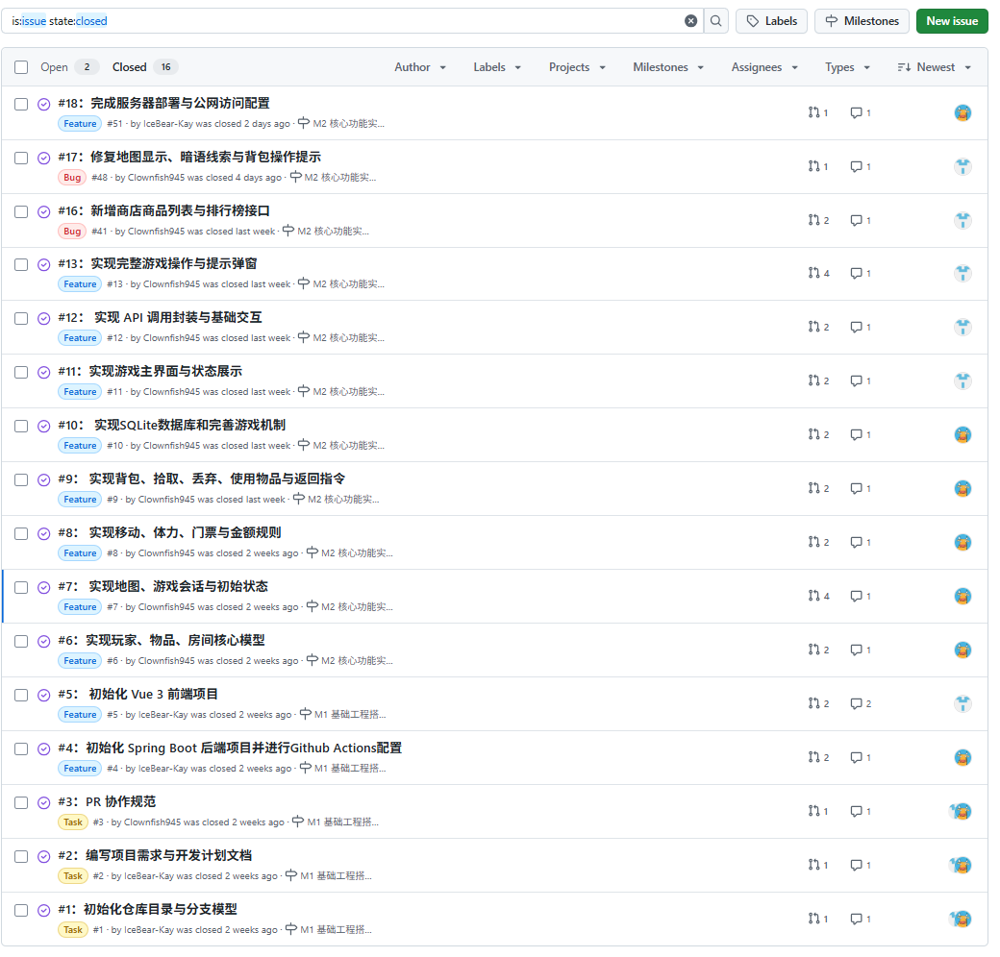 is:issue state:closed Labels Milestones New issue
Open 2 Closed 16 Author Labels Projects Milestones Assignees Types Newest
#18：完成服务器部署与公网访问配置
Feature #51 · by IceBear-Kay was closed 2 days ago · M2 核心功能实... 1 1
#17：修复地图显示、暗语线索与背包操作提示
Bug #48 · by Clownfish945 was closed 4 days ago · M2 核心功能实... 1 1
#16：新增商店商品列表与排行榜接口
Bug #41 · by Clownfish945 was closed last week · M2 核心功能实... 2 1
#13：实现完整游戏操作与提示弹窗
Feature #13 · by Clownfish945 was closed last week · M2 核心功能实... 4 1
#12： 实现 API 调用封装与基础交互
Feature #12 · by Clownfish945 was closed last week · M2 核心功能实... 2 1
#11：实现游戏主界面与状态展示
Feature #11 · by Clownfish945 was closed last week · M2 核心功能实... 2 1
#10： 实现SQLite数据库和完善游戏机制
Feature #10 · by Clownfish945 was closed last week · M2 核心功能实... 2 1
#9： 实现背包、拾取、丢弃、使用物品与返回指令
Feature #9 · by Clownfish945 was closed last week · M2 核心功能实... 2 1
#8： 实现移动、体力、门票与金额规则
Feature #8 · by Clownfish945 was closed 2 weeks ago · M2 核心功能实... 2 1
#7： 实现地图、游戏会话与初始状态
Feature #7 · by Clownfish945 was closed 2 weeks ago · M2 核心功能实... 4 1
#6：实现玩家、物品、房间核心模型
Feature #6 · by Clownfish945 was closed 2 weeks ago · M2 核心功能实... 2 1
#5： 初始化 Vue 3 前端项目
Feature #5 · by IceBear-Kay was closed 2 weeks ago · M1 基础工程搭... 2 2
#4：初始化 Spring Boot 后端项目并进行Github Actions配置
Feature #4 · by IceBear-Kay was closed 2 weeks ago · M1 基础工程搭... 2 1
#3：PR 协作规范
Task #3 · by Clownfish945 was closed 2 weeks ago · M1 基础工程搭... 1 1
#2：编写项目需求与开发计划文档
Task #2 · by IceBear-Kay was closed 2 weeks ago · M1 基础工程搭... 1 1
#1：初始化仓库目录与分支模型
Task #1 · by IceBear-Kay was closed 2 weeks ago · M1 基础工程搭... 1 1